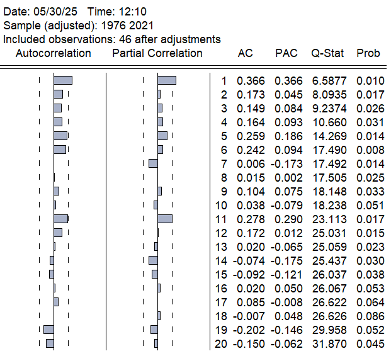 Date: 05/30/25 Time: 12:10
Sample (adjusted): 1976 2021
Included observations: 46 after adjustments
Autocorrelation Partial Correlation AC PAC Q-Stat Prob
1 0.366 0.366 6.5877 0.010
2 0.173 0.045 8.0935 0.017
3 0.149 0.084 9.2374 0.026
4 0.164 0.093 10.660 0.031
5 0.259 0.186 14.269 0.014
6 0.242 0.094 17.490 0.008
7 0.006 -0.173 17.492 0.014
8 0.015 0.002 17.505 0.025
9 0.104 0.075 18.148 0.033
10 0.038 -0.079 18.238 0.051
11 0.278 0.290 23.113 0.017
12 0.172 0.012 25.031 0.015
13 0.020 -0.065 25.059 0.023
14 -0.074 -0.175 25.437 0.030
15 -0.092 -0.121 26.037 0.038
16 0.020 0.050 26.067 0.053
17 0.085 -0.008 26.622 0.064
18 -0.007 0.048 26.626 0.086
19 -0.202 -0.146 29.958 0.052
20 -0.150 -0.062 31.870 0.045